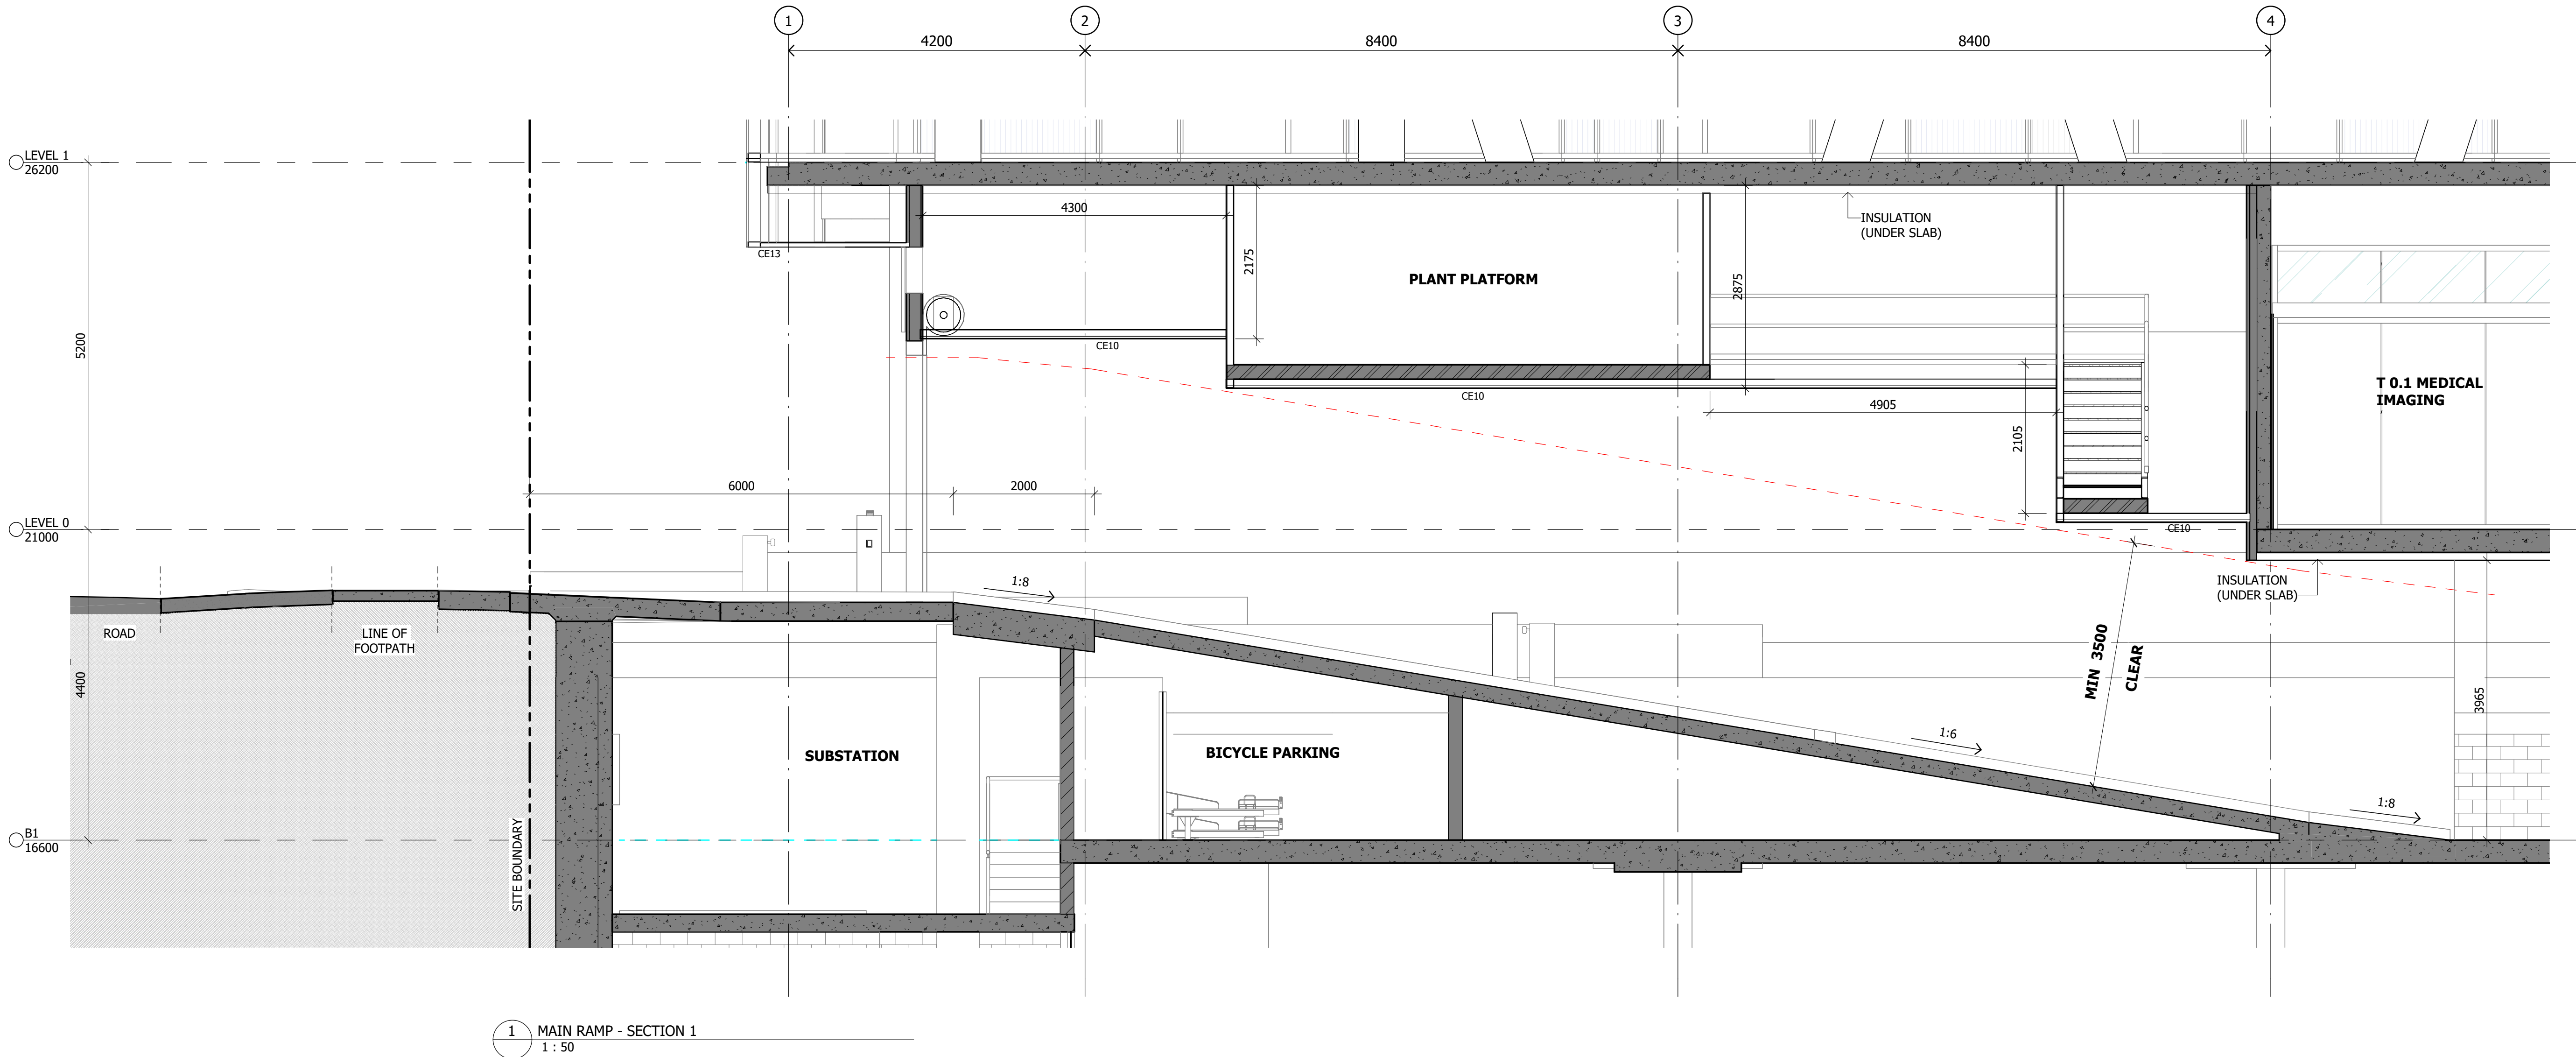 1
2
3
4
4200
8400
8400
LEVEL 1
26200
4300
INSULATION
(UNDER SLAB)
CE13
2175
PLANT PLATFORM
2875
5200
CE10
CE10
T 0.1 MEDICAL
IMAGING
4905
2105
6000
2000
LEVEL 0
21000
CE10
1:8
INSULATION
(UNDER SLAB)
ROAD
LINE OF
FOOTPATH
MIN 3500
CLEAR
4400
3965
1:6
SUBSTATION
BICYCLE PARKING
1:8
B1
16600
SITE BOUNDARY
1
MAIN RAMP - SECTION 1
1 : 50